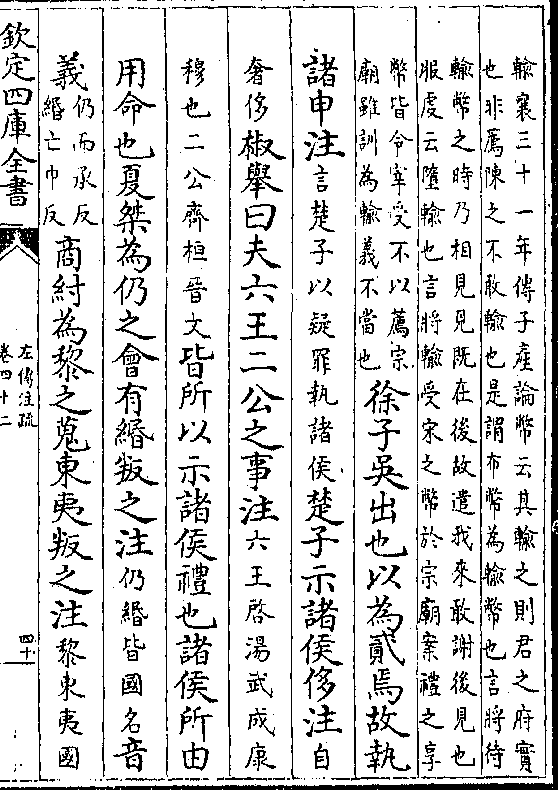 輸襄三十一年傳子產論幣云其輸之則君之府實
也非薦陳之不敢輸也是謂布幣為輸幣也言將待
輸幣之時乃相見見既在後故遣我來敢謝後見也
服虔云墮輸也言將輸受宋之幣於宗廟案禮之享
幣皆令宰受不以薦宗
廟雖訓為輸義不當也
徐子吳出也以為貳焉故執
諸申注言楚子以疑罪執諸侯楚子示諸侯侈注自
奢侈椒舉曰夫六王二公之事注六王啓湯武成康
穆也二公齊桓晉文皆所以示諸侯禮也諸侯所由
用命也夏桀為仍之會有緡叛之注仍緡皆國名音
義
仍而承反
緡亡巾反
商紂為黎之蒐東夷叛之注黎東夷國
欽定四庫全書
左傳注疏
卷四十二
四十